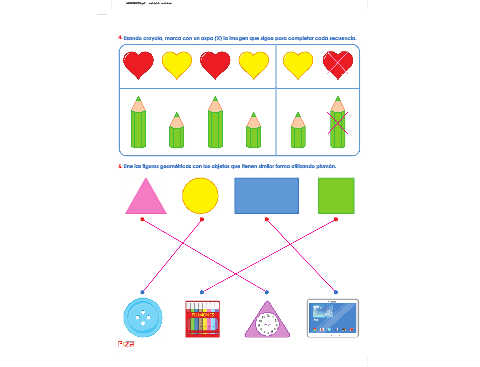 4. Usando crayola, marca con un aspa (X) la imagen que sigue para completar cada secuencia.
5. Une las figuras geométricas con los objetos que tienen similar forma utilizando plumón.
PLUMONES